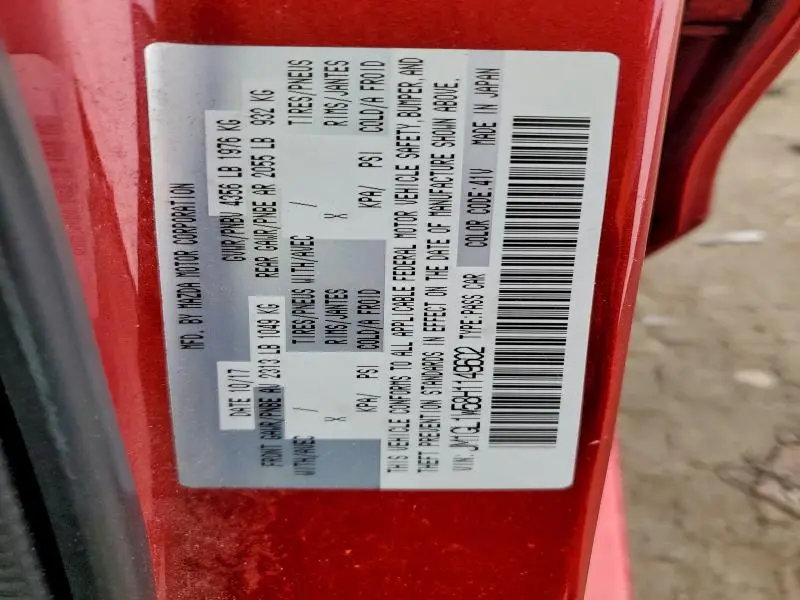 MFD. BY MAZDA MOTOR CORPORATION
DATE 10/17 GVWR/PNBV 4356 LB 1976 KG
FRONT GAWR/PNBE AV 2313 LB 1049 KG REAR GAWR/PNBE AR 2055 LB 932 KG
WITH/AVEC / TIRES/PNEUS WITH/AVEC / TIRES/PNEUS
X RIMS/JANTES X RIMS/JANTES
KPA/ PSI COLD/A FROID KPA/ PSI COLD/A FROID
THIS VEHICLE CONFORMS TO ALL APPLICABLE FEDERAL MOTOR VEHICLE SAFETY, BUMPER, AND
THEFT PREVENTION STANDARDS IN EFFECT ON THE DATE OF MANUFACTURE SHOWN ABOVE.
VIN: JM1GL1W58H1149602 TYPE:PASS CAR COLOR CODE:41V MADE IN JAPAN